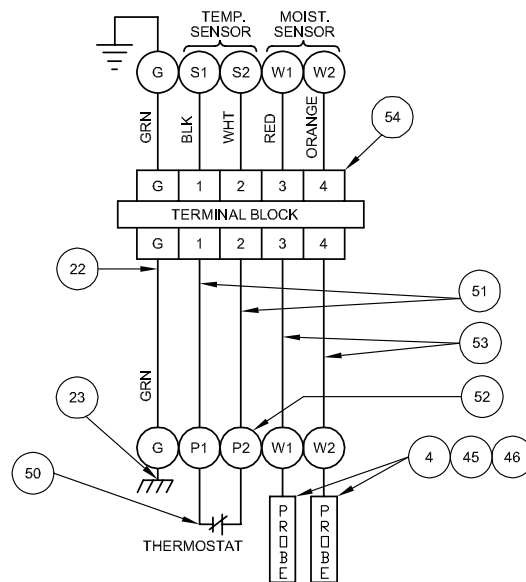 TEMP. MOIST.
SENSOR SENSOR
G S1 S2 W1 W2
GRN BLK WHT RED ORANGE
54
G 1 2 3 4
TERMINAL BLOCK
G 1 2 3 4
22
51
53
GRN
23
52
G P1 P2 W1 W2
50
4 45 46
THERMOSTAT
PROBE PROBE